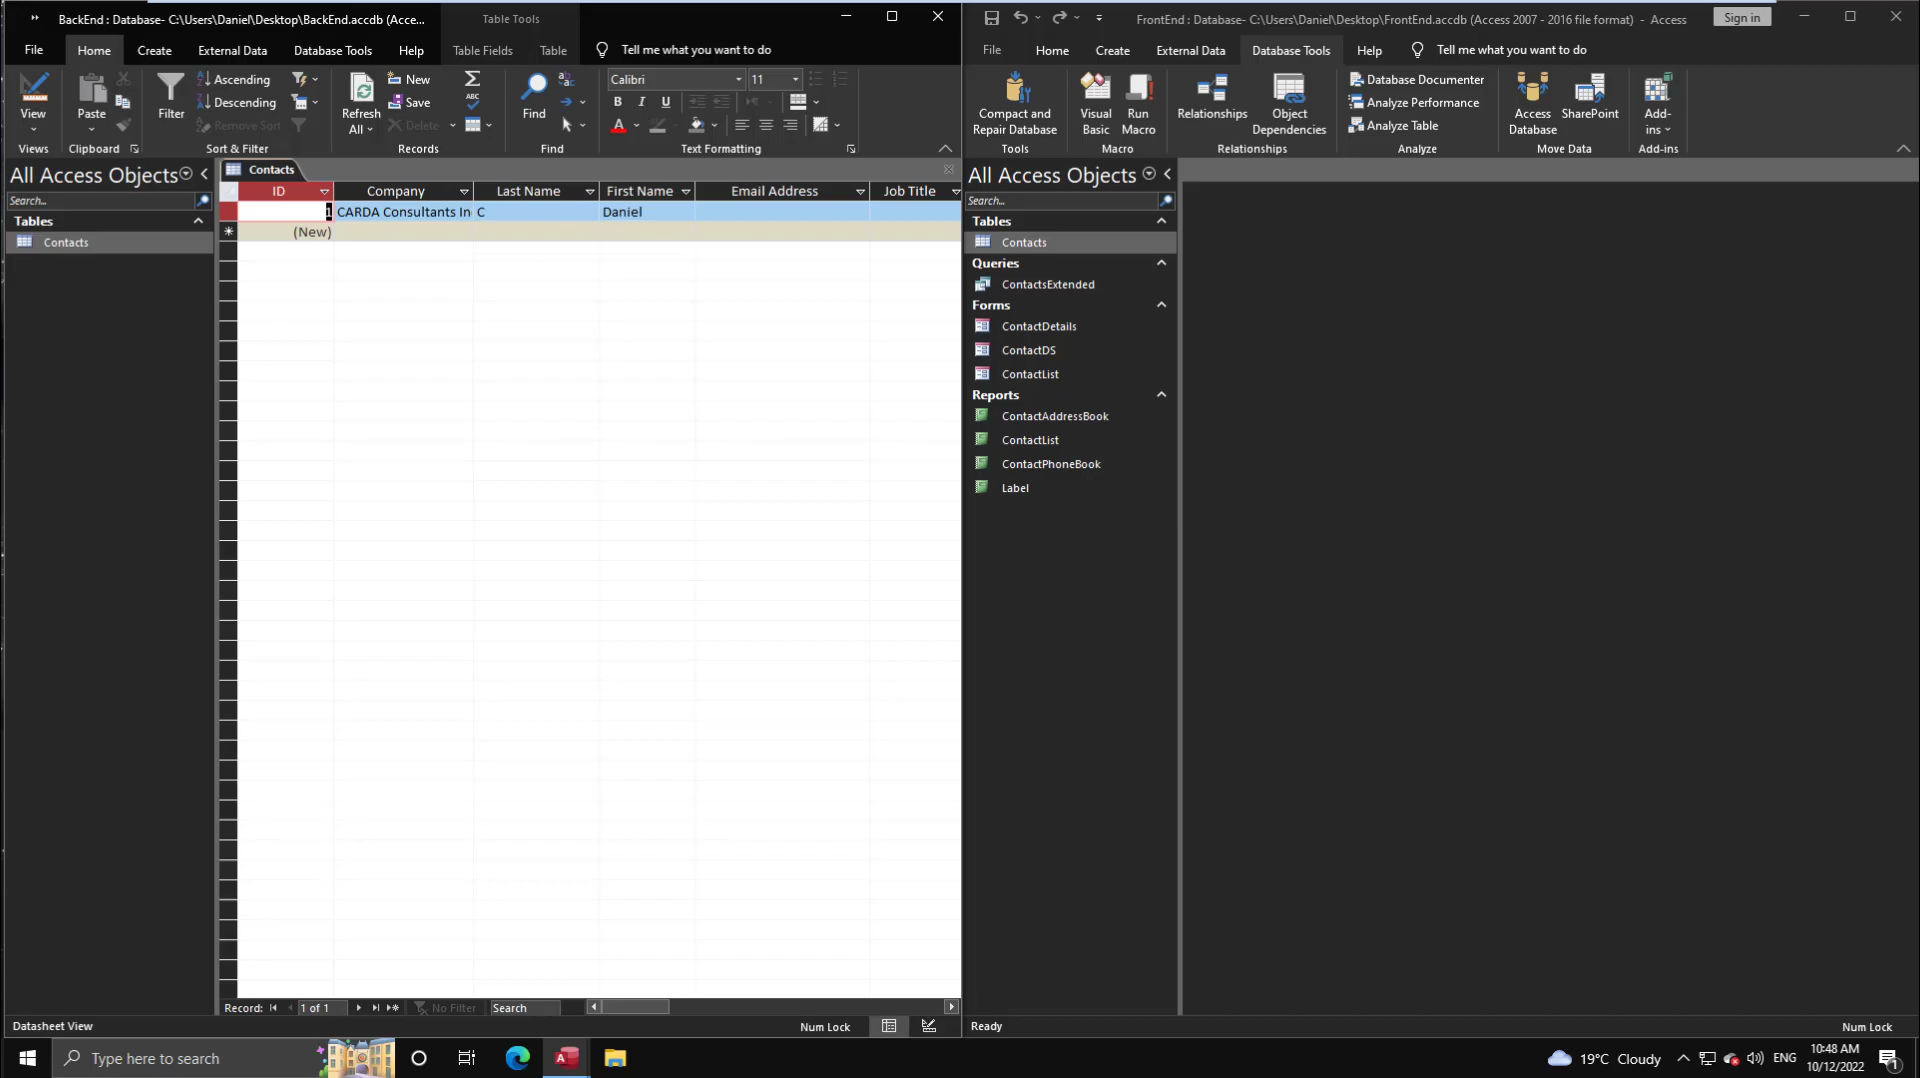 BackEnd : Database- C:\Users\Daniel\Desktop\BackEnd.accdb (Acce...
Table Tools
File
Home
Create
External Data
Database Tools
Help
Table Fields
Table
Tell me what you want to do
View
Views
Paste
Clipboard
Filter
Ascending
Descending
Remove Sort
Sort & Filter
Refresh
All
New
Save
Delete
Records
ABC
Find
Find
Calibri
11
B I U
A
Text Formatting
All Access Objects
Search...
Tables
Contacts
Contacts
ID
Company
Last Name
First Name
Email Address
Job Title
1
CARDA Consultants In
C
Daniel
(New)
Record:
1 of 1
No Filter
Search
Datasheet View
Num Lock
FrontEnd : Database- C:\Users\Daniel\Desktop\FrontEnd.accdb (Access 2007 - 2016 file format) - Access
Sign in
File
Home
Create
External Data
Database Tools
Help
Tell me what you want to do
Compact and
Repair Database
Tools
Visual
Basic
Run
Macro
Macro
Relationships
Object
Dependencies
Relationships
Database Documenter
Analyze Performance
Analyze Table
Analyze
Access
Database
SharePoint
Move Data
Add-
ins
Add-ins
All Access Objects
Search...
Tables
Contacts
Queries
ContactsExtended
Forms
ContactDetails
ContactDS
ContactList
Reports
ContactAddressBook
ContactList
ContactPhoneBook
Label
Ready
Num Lock
Type here to search
19°C Cloudy
ENG
10:48 AM
10/12/2022
1